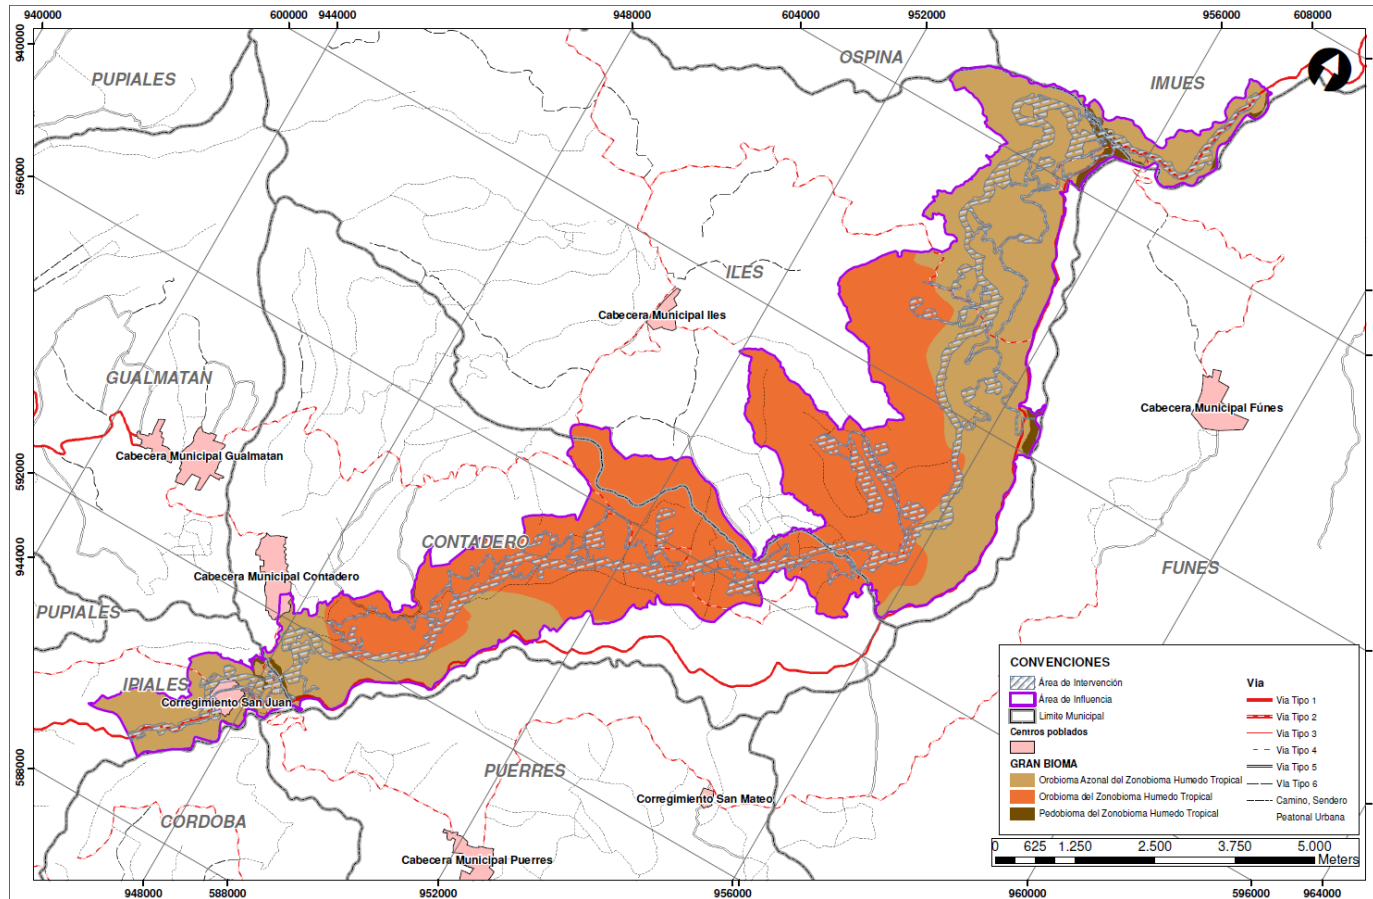 940000 600000 944000 948000 604000 952000 956000 608000
940000
596000
592000
944000
588000
OSPINA
IMUES
PUPIALES
ILES
Cabecera Municipal Iles
GUALMATAN
Cabecera Municipal Fúnes
Cabecera Municipal Gualmatan
CONTADERO
FUNES
Cabecera Municipal Contador
PUPIALES
IPIALES
Corregimiento San Juan
PUERRES
Corregimiento San Mateo
CORDOBA
Cabecera Municipal Puerres
CONVENCIONES
Área de Intervención
Área de Influencia
Limite Municipal
Cenrros poblados
GRAN BIOMA
Orobioma Azonal del Zonobioma Humedo Tropical
Orobioma del Zonobioma Humedo Tropical
Pedobioma del Zonobioma Humedo Tropical
Via
Via Tipo 1
Via Tipo 2
Via Tipo 3
Via Tipo 4
Via Tipo 5
Via Tipo 6
Camino, Sendero
Peatonal Urbana
0 625 1.250 2.500 3.750 5.000
Meters
948000 588000 952000 956000 960000 596000 964000